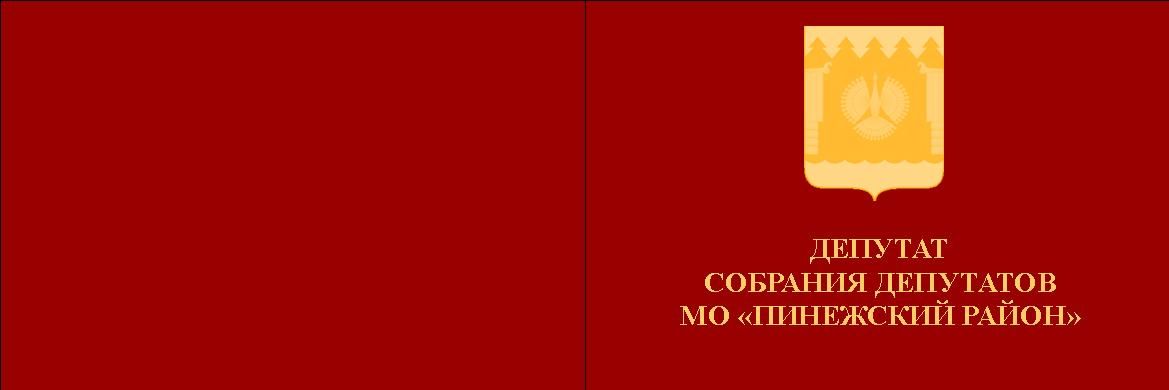 ДЕПУТАТ
СОБРАНИЯ ДЕПУТАТОВ
МО «ПИНЕЖСКИЙ РАЙОН»